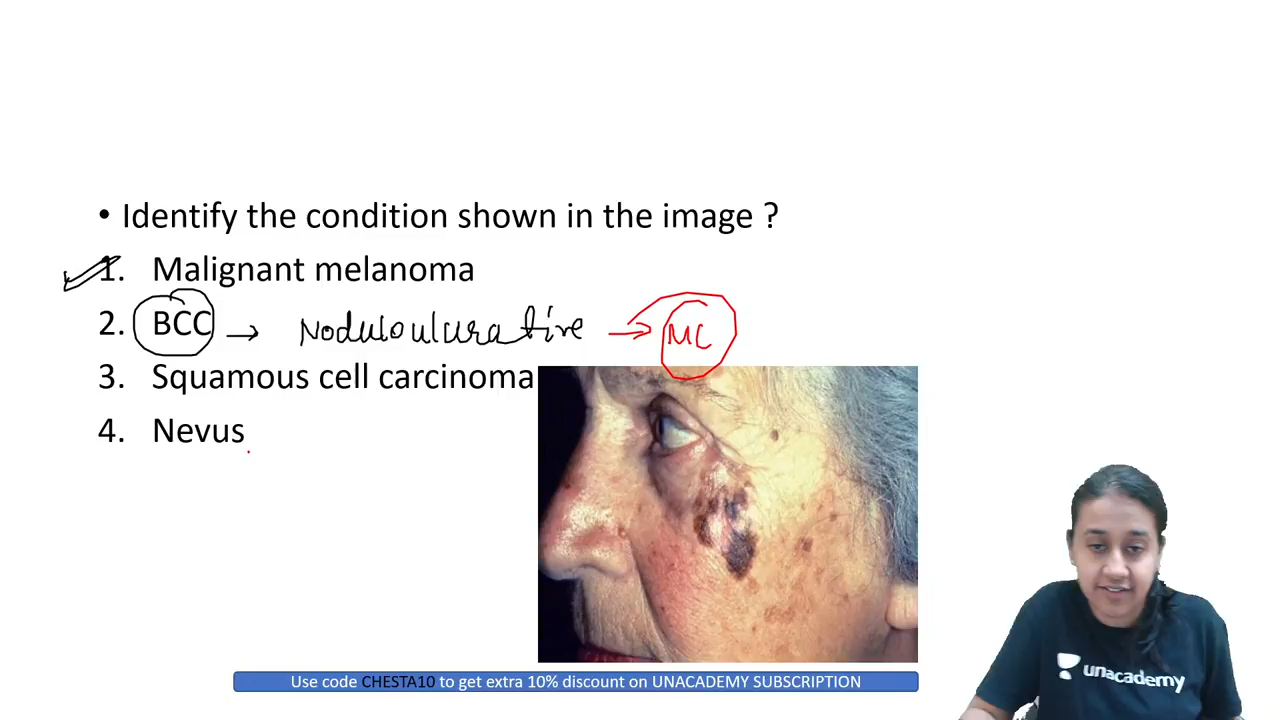 • Identify the condition shown in the image ?
1. Malignant melanoma
2. BCC → Noduloulurative → MC
3. Squamous cell carcinoma
4. Nevus
unacademy
Use code CHESTA10 to get extra 10% discount on UNACADEMY SUBSCRIPTION